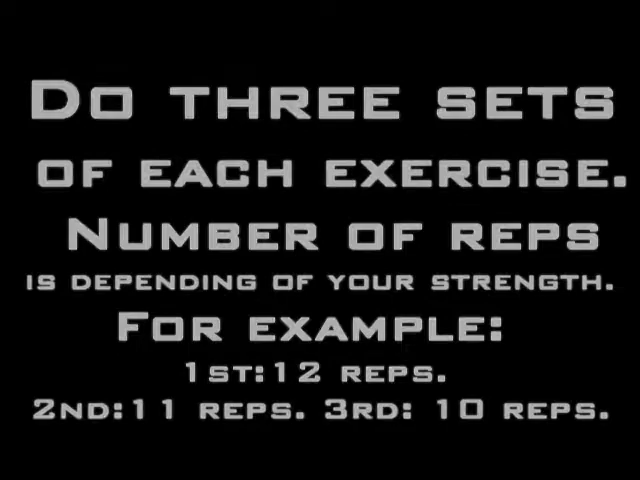 Do three sets
of each exercise.
Number of reps
is depending of your strength.
For example:
1st:12 reps.
2nd:11 reps. 3rd: 10 reps.